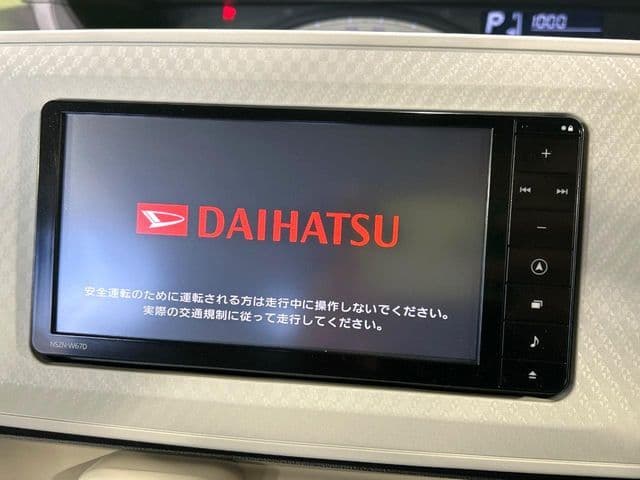 P 1000
DAIHATSU
安全運転のために運転される方は走行中に操作しないでください。
実際の交通規制に従って走行してください。
NSZN-W67D